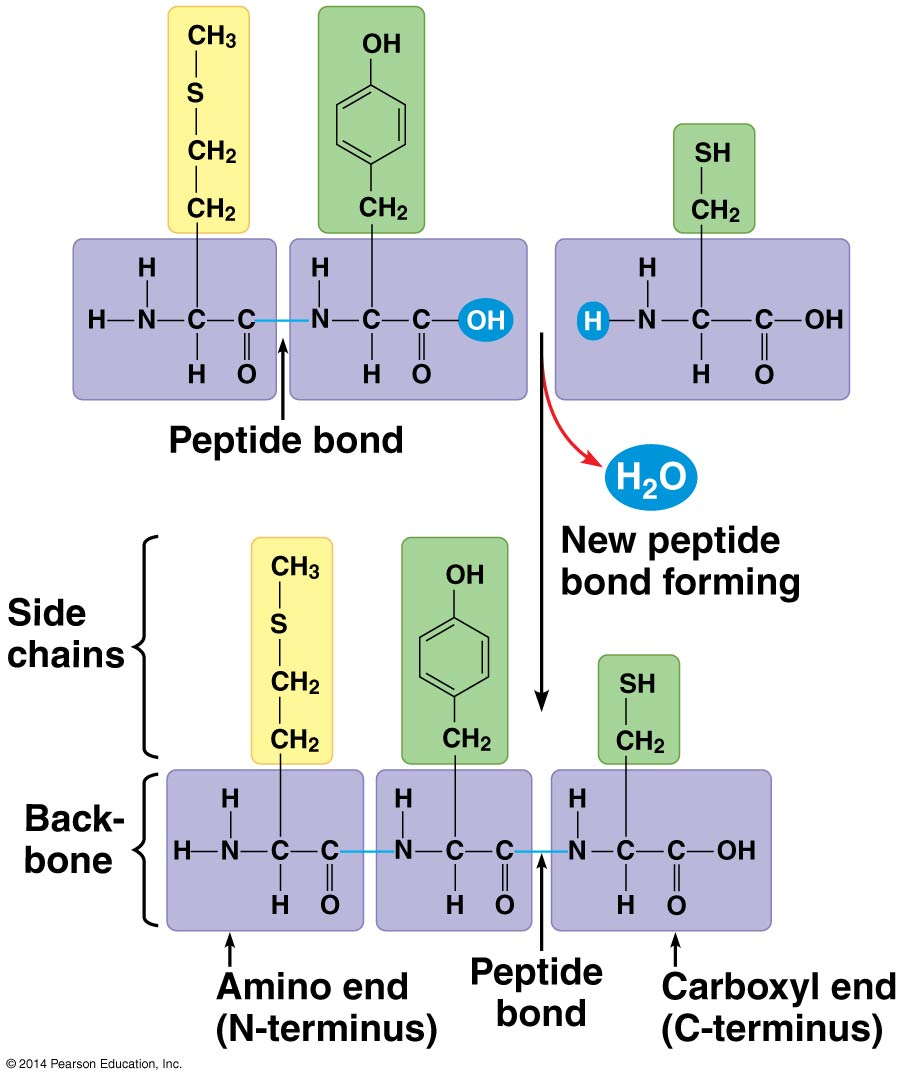 CH3
OH
S
SH
CH2
CH2
CH2
CH2
H H H
H N C C N C C OH H N C C OH
H O H O H O
Peptide bond
H2O
New peptide
bond forming
Side
chains
CH3
OH
S
SH
CH2
CH2
CH2
CH2
Back-
bone
H H H
H N C C N C C N C C OH
H O H O H O
Amino end
(N-terminus)
Peptide
bond
Carboxyl end
(C-terminus)
© 2014 Pearson Education, Inc.